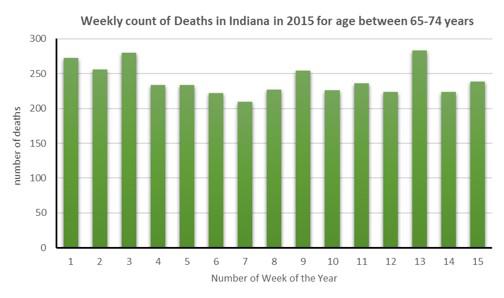 Weekly count of Deaths in Indiana in 2015 for age between 65-74 years
number of deaths
300
250
200
150
100
50
0
1 2 3 4 5 6 7 8 9 10 11 12 13 14 15
Number of Week of the Year